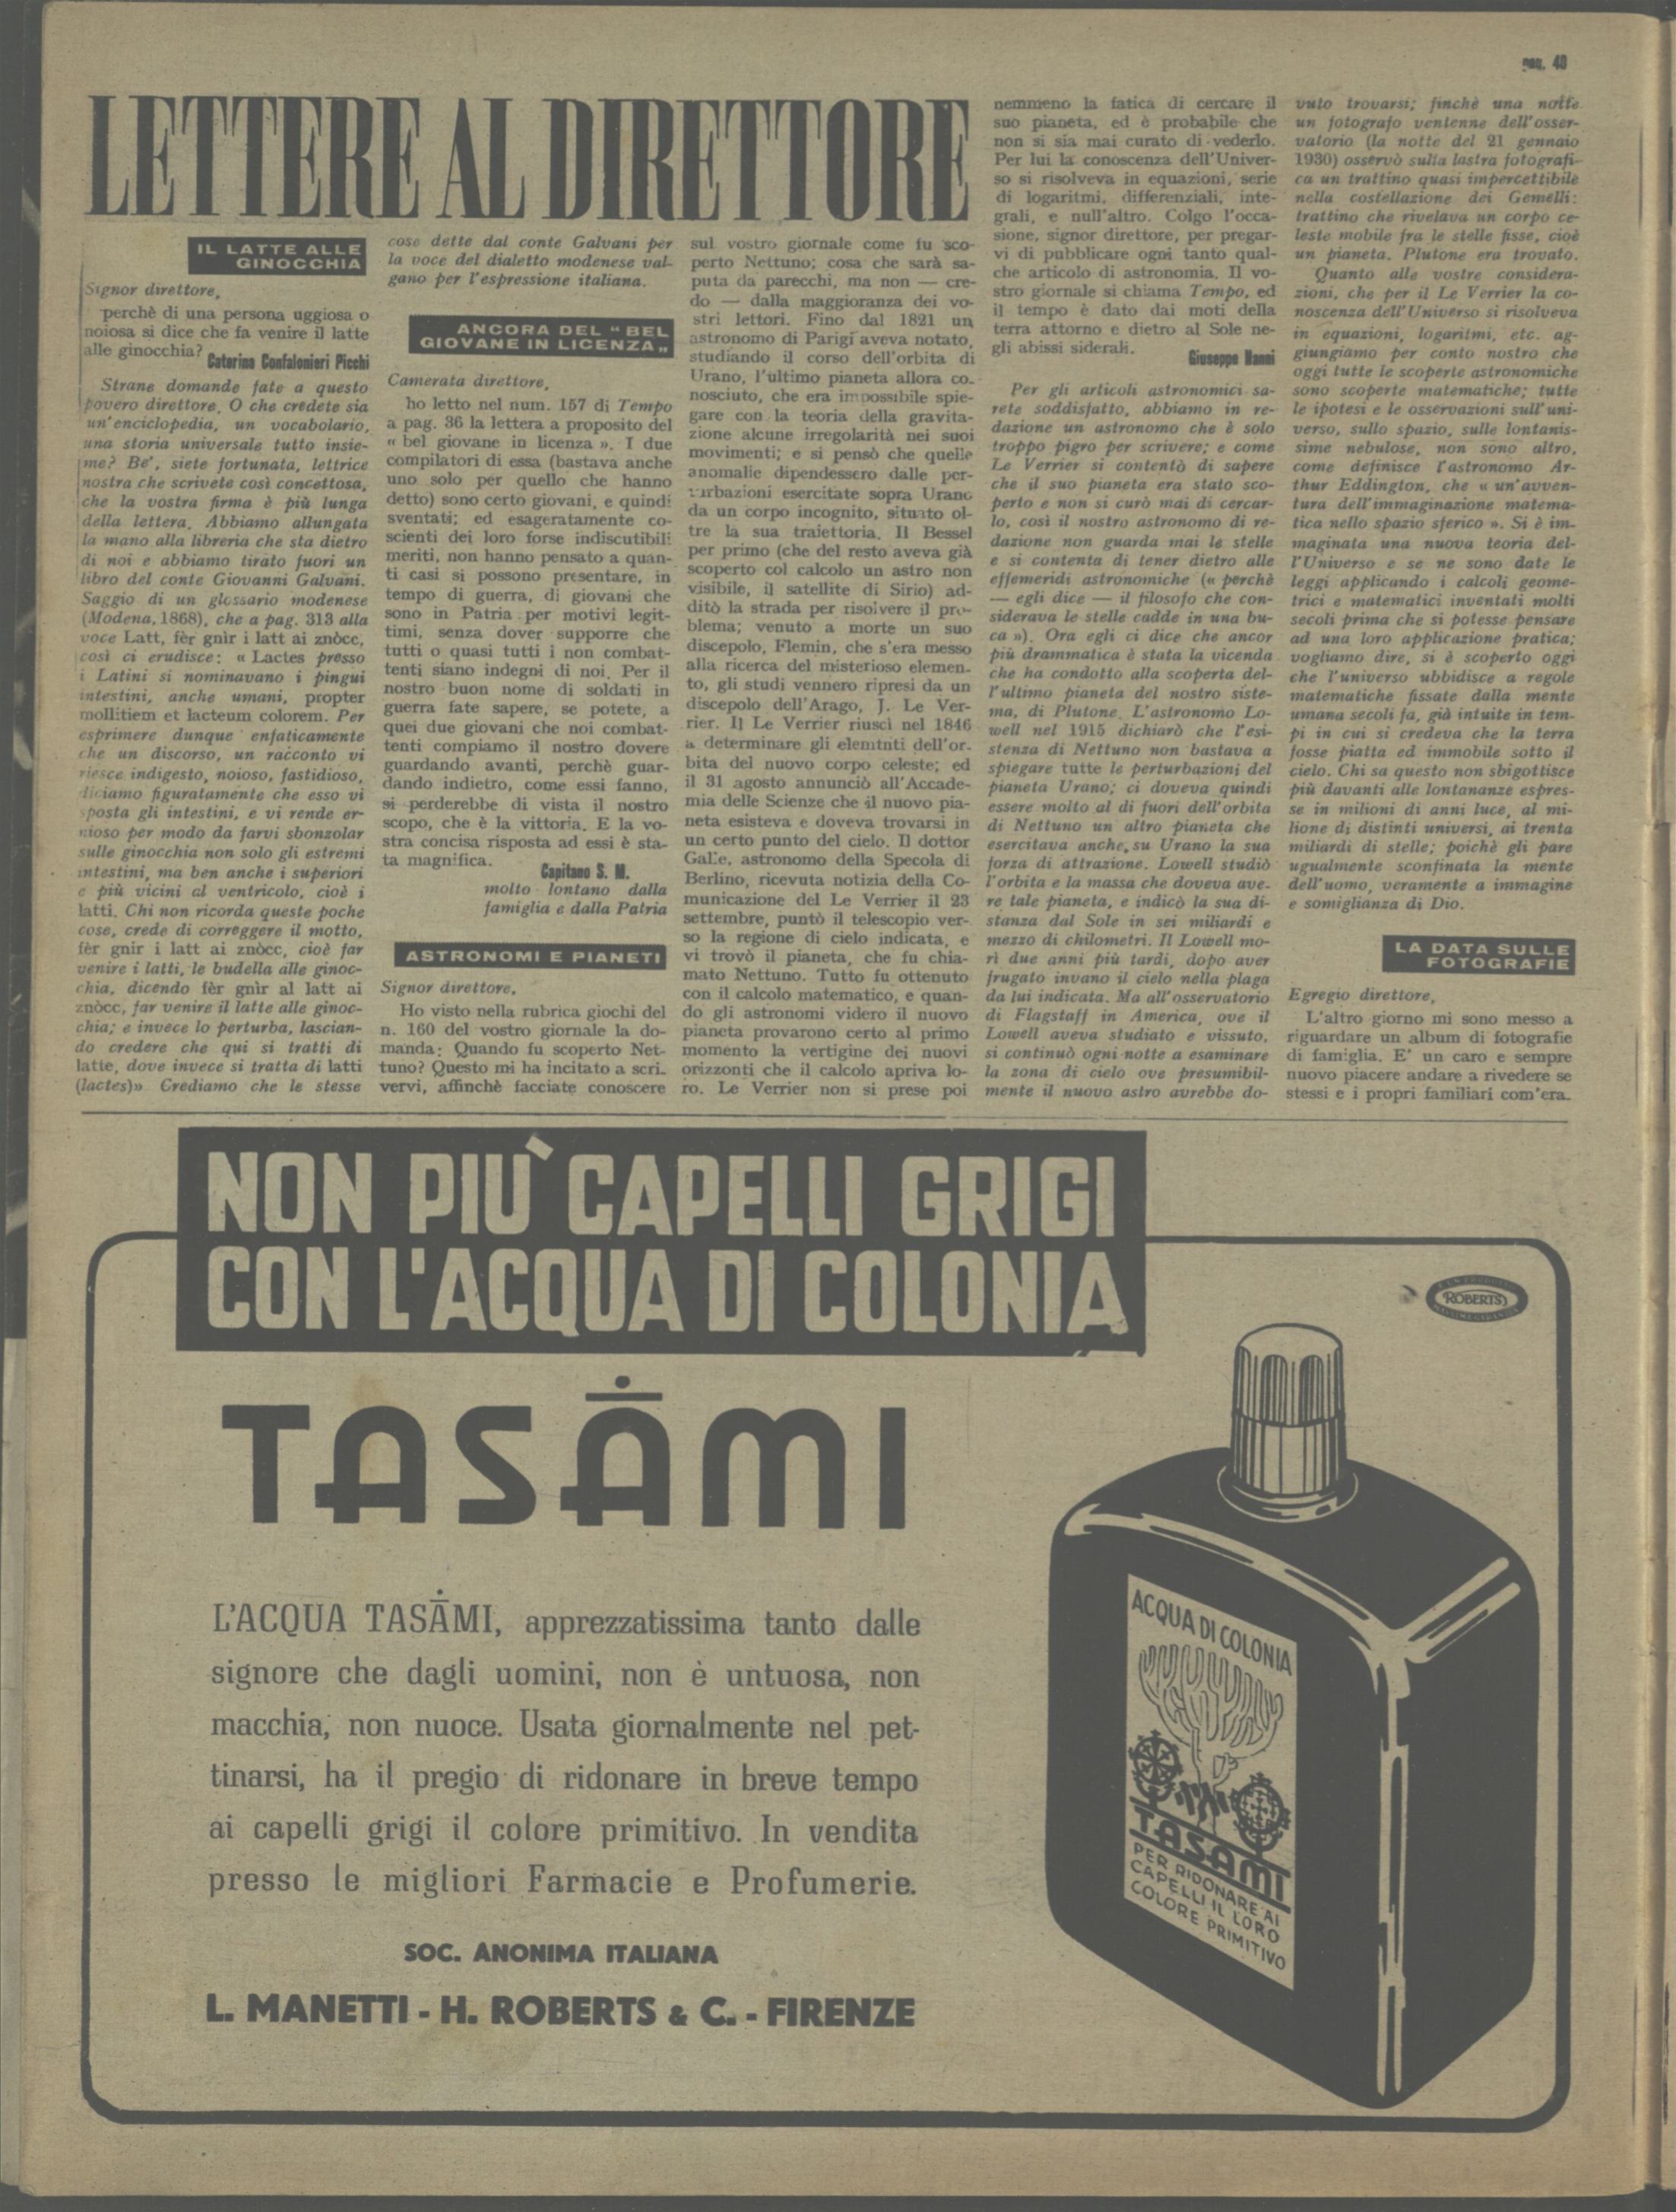 pag. 40
LETTERE AL DIRETTORE
IL LATTE ALLE
GINOCCHIA
Signor direttore,
perchè di una persona uggiosa o
noiosa si dice che fa venire il latte
alle ginocchia?
Caterina Confalonieri Picchi
Strane domande fate a questo
povero direttore. O che credete sia
un'enciclopedia, un vocabolario,
una storia universale tutto insie-
me? Be', siete fortunata, lettrice
nostra che scrivete così concettosa,
che la vostra firma è più lunga
della lettera. Abbiamo allungata
la mano alla libreria che sta dietro
di noi e abbiamo tirato fuori un
libro del conte Giovanni Galvani.
Saggio di un glossario modenese
(Modena, 1868), che a pag. 313 alla
voce Latt, fèr gnìr i latt ai znòcc,
così ci erudisce: « Lactes presso
i Latini si nominavano i pingui
intestini, anche umani, propter
mollitiem et lacteum colorem. Per
esprimere dunque enfaticamente
che un discorso, un racconto vi
riesce indigesto, noioso, fastidioso,
diciamo figuratamente che esso vi
sposta gli intestini, e vi rende er-
nioso per modo da farvi sbonzolar
sulle ginocchia non solo gli estremi
intestini, ma ben anche i superiori
e più vicini al ventricolo, cioè i
latti. Chi non ricorda queste poche
cose, crede di correggere il motto,
fèr gnir i latt ai znòcc, cioè far
venire i latti, le budella alle ginoc-
chia, dicendo fèr gnìr al latt ai
znòcc, far venire il latte alle ginoc-
chia; e invece lo perturba, lascian-
do credere che qui si tratti di
latte, dove invece si tratta di latti
(lactes)». Crediamo che le stesse
cose dette dal conte Galvani per
la voce del dialetto modenese val-
gano per l'espressione italiana.
ANCORA DEL “ BEL
GIOVANE IN LICENZA „
Camerata direttore,
ho letto nel num. 157 di Tempo
a pag. 36 la lettera a proposito del
« bel giovane in licenza ». I due
compilatori di essa (bastava anche
uno solo per quello che hanno
detto) sono certo giovani, e quindi
sventati; ed esageratamente co-
scienti dei loro forse indiscutibili
meriti, non hanno pensato a quan-
ti casi si possono presentare, in
tempo di guerra, di giovani che
sono in Patria per motivi legit-
timi, senza dover supporre che
tutti o quasi tutti i non combat-
tenti siano indegni di noi. Per il
nostro buon nome di soldati in
guerra fate sapere, se potete, a
quei due giovani che noi combat-
tenti compiamo il nostro dovere
guardando avanti, perchè guar-
dando indietro, come essi fanno,
si perderebbe di vista il nostro
scopo, che è la vittoria. E la vo-
stra concisa risposta ad essi è sta-
ta magnifica.
Capitano S. M.
molto lontano dalla
famiglia e dalla Patria
ASTRONOMI E PIANETI
Signor direttore,
Ho visto nella rubrica giochi del
n. 160 del vostro giornale la do-
manda: Quando fu scoperto Net-
tuno? Questo mi ha incitato a scri-
vervi, affinchè facciate conoscere
sul vostro giornale come fu sco-
perto Nettuno; cosa che sarà sa-
puta da parecchi, ma non — cre-
do — dalla maggioranza dei vo-
stri lettori. Fino dal 1821 un
astronomo di Parigi aveva notato,
studiando il corso dell'orbita di
Urano, l'ultimo pianeta allora co-
nosciuto, che era impossibile spie-
gare con la teoria della gravita-
zione alcune irregolarità nei suoi
movimenti; e si pensò che quelle
anomalie dipendessero dalle per-
turbazioni esercitate sopra Urano
da un corpo incognito, situato ol-
tre la sua traiettoria. Il Bessel
per primo (che del resto aveva già
scoperto col calcolo un astro non
visibile, il satellite di Sirio) ad-
ditò la strada per risolvere il pro-
blema; venuto a morte un suo
discepolo, Flemin, che s'era messo
alla ricerca del misterioso elemen-
to, gli studi vennero ripresi da un
discepolo dell'Arago, J. Le Ver-
rier. Il Le Verrier riuscì nel 1846
a determinare gli elemtnti dell'or-
bita del nuovo corpo celeste; ed
il 31 agosto annunciò all'Accade-
mia delle Scienze che il nuovo pia-
neta esisteva e doveva trovarsi in
un certo punto del cielo. Il dottor
Galle, astronomo della Specola di
Berlino, ricevuta notizia della Co-
municazione del Le Verrier il 23
settembre, puntò il telescopio ver-
so la regione di cielo indicata, e
vi trovò il pianeta, che fu chia-
mato Nettuno. Tutto fu ottenuto
con il calcolo matematico, e quan-
do gli astronomi videro il nuovo
pianeta provarono certo al primo
momento la vertigine dei nuovi
orizzonti che il calcolo apriva lo-
ro. Le Verrier non si prese poi
nemmeno la fatica di cercare il
suo pianeta, ed è probabile che
non si sia mai curato di vederlo.
Per lui la conoscenza dell'Univer-
so si risolveva in equazioni, serie
di logaritmi, differenziali, inte-
grali, e null'altro. Colgo l'occa-
sione, signor direttore, per pregar-
vi di pubblicare ogni tanto qual-
che articolo di astronomia. Il vo-
stro giornale si chiama Tempo, ed
il tempo è dato dai moti della
terra attorno e dietro al Sole ne-
gli abissi siderali.
Giuseppe Nanni
Per gli articoli astronomici sa-
rete soddisfatto, abbiamo in re-
dazione un astronomo che è solo
troppo pigro per scrivere; e come
Le Verrier si contentò di sapere
che il suo pianeta era stato sco-
perto e non si curò mai di cercar-
lo, così il nostro astronomo di re-
dazione non guarda mai le stelle
e si contenta di tener dietro alle
effemeridi astronomiche (« perchè
— egli dice — il filosofo che con-
siderava le stelle cadde in una bu-
ca »). Ora egli ci dice che ancor
più drammatica è stata la vicenda
che ha condotto alla scoperta del-
l'ultimo pianeta del nostro siste-
ma, di Plutone. L'astronomo Lo-
well nel 1915 dichiarò che l'esi-
stenza di Nettuno non bastava a
spiegare tutte le perturbazioni del
pianeta Urano; ci doveva quindi
essere molto al di fuori dell'orbita
di Nettuno un altro pianeta che
esercitava anche su Urano la sua
forza di attrazione. Lowell studiò
l'orbita e la massa che doveva ave-
re tale pianeta, e indicò la sua di-
stanza dal Sole in sei miliardi e
mezzo di chilometri. Il Lowell mo-
rì due anni più tardi, dopo aver
frugato invano il cielo nella plaga
da lui indicata. Ma all'osservatorio
di Flagstaff in America, ove il
Lowell aveva studiato e vissuto,
si continuò ogni notte a esaminare
la zona di cielo ove presumibil-
mente il nuovo astro avrebbe do-
vuto trovarsi; finchè una notte
un fotografo ventenne dell'osser-
vatorio (la notte del 21 gennaio
1930) osservò sulla lastra fotografi-
ca un trattino quasi impercettibile
nella costellazione dei Gemelli:
trattino che rivelava un corpo ce-
leste mobile fra le stelle fisse, cioè
un pianeta. Plutone era trovato.
Quanto alle vostre considera-
zioni, che per il Le Verrier la co-
noscenza dell'Universo si risolveva
in equazioni, logaritmi, etc. ag-
giungiamo per conto nostro che
oggi tutte le scoperte astronomiche
sono scoperte matematiche; tutte
le ipotesi e le osservazioni sull'uni-
verso, sullo spazio, sulle lontanis-
sime nebulose, non sono altro,
come definisce l'astronomo Ar-
thur Eddington, che « un'avven-
tura dell'immaginazione matema-
tica nello spazio sferico ». Si è im-
maginata una nuova teoria del-
l'Universo e se ne sono date le
leggi applicando i calcoli geome-
trici e matematici inventati molti
secoli prima che si potesse pensare
ad una loro applicazione pratica;
vogliamo dire, si è scoperto oggi
che l'universo ubbidisce a regole
matematiche fissate dalla mente
umana secoli fa, già intuite in tem-
pi in cui si credeva che la terra
fosse piatta ed immobile sotto il
cielo. Chi sa questo non sbigottisce
più davanti alle lontananze espres-
se in milioni di anni luce, al mi-
lione di distinti universi, ai trenta
miliardi di stelle; poichè gli pare
ugualmente sconfinata la mente
dell'uomo, veramente a immagine
e somiglianza di Dio.
LA DATA SULLE
FOTOGRAFIE
Egregio direttore,
L'altro giorno mi sono messo a
riguardare un album di fotografie
di famiglia. E' un caro e sempre
nuovo piacere andare a rivedere se
stessi e i propri familiari com'era.
NON PIÙ CAPELLI GRIGI
CON L'ACQUA DI COLONIA
TASĀMI
L'ACQUA TASĀMI, apprezzatissima tanto dalle
signore che dagli uomini, non è untuosa, non
macchia, non nuoce. Usata giornalmente nel pet-
tinarsi, ha il pregio di ridonare in breve tempo
ai capelli grigi il colore primitivo. In vendita
presso le migliori Farmacie e Profumerie.
SOC. ANONIMA ITALIANA
L. MANETTI - H. ROBERTS & C. - FIRENZE
ROBERTS
ACQUA DI COLONIA
TASAMI
PER RIDONARE AI
CAPELLI IL LORO
COLORE PRIMITIVO